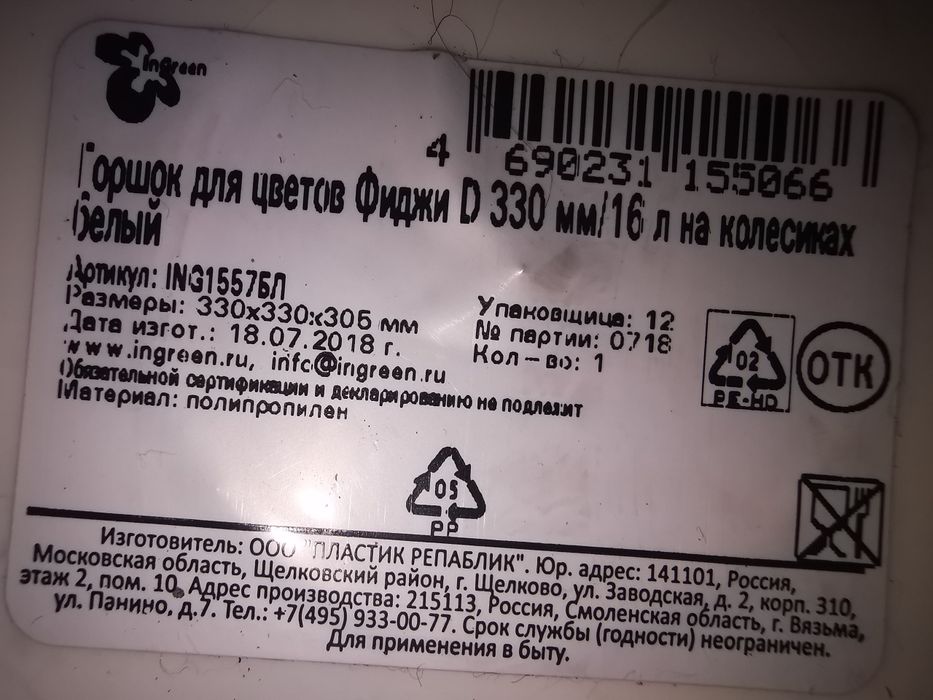 InGreen
4 690231 155066
Горшок для цветов Фиджи D 330 мм/16 л на колесиках
белый
Артикул: ING1557БЛ
Размеры: 330x330x305 мм
Дата изгот.: 18.07.2018 г.
www.ingreen.ru, info@ingreen.ru
Обязательной сертификации и декларированию не подлежит
Материал: полипропилен
Упаковщица: 12
№ партии: 0718
Кол-во: 1
02
PE-HD
ОТК
05
PP
Изготовитель: ООО "ПЛАСТИК РЕПАБЛИК". Юр. адрес: 141101, Россия,
Московская область, Щелковский район, г. Щелково, ул. Заводская, д. 2, корп. 310,
этаж 2, пом. 10. Адрес производства: 215113, Россия, Смоленская область, г. Вязьма,
ул. Панино, д.7. Тел.: +7(495) 933-00-77. Срок службы (годности) неограничен.
Для применения в быту.